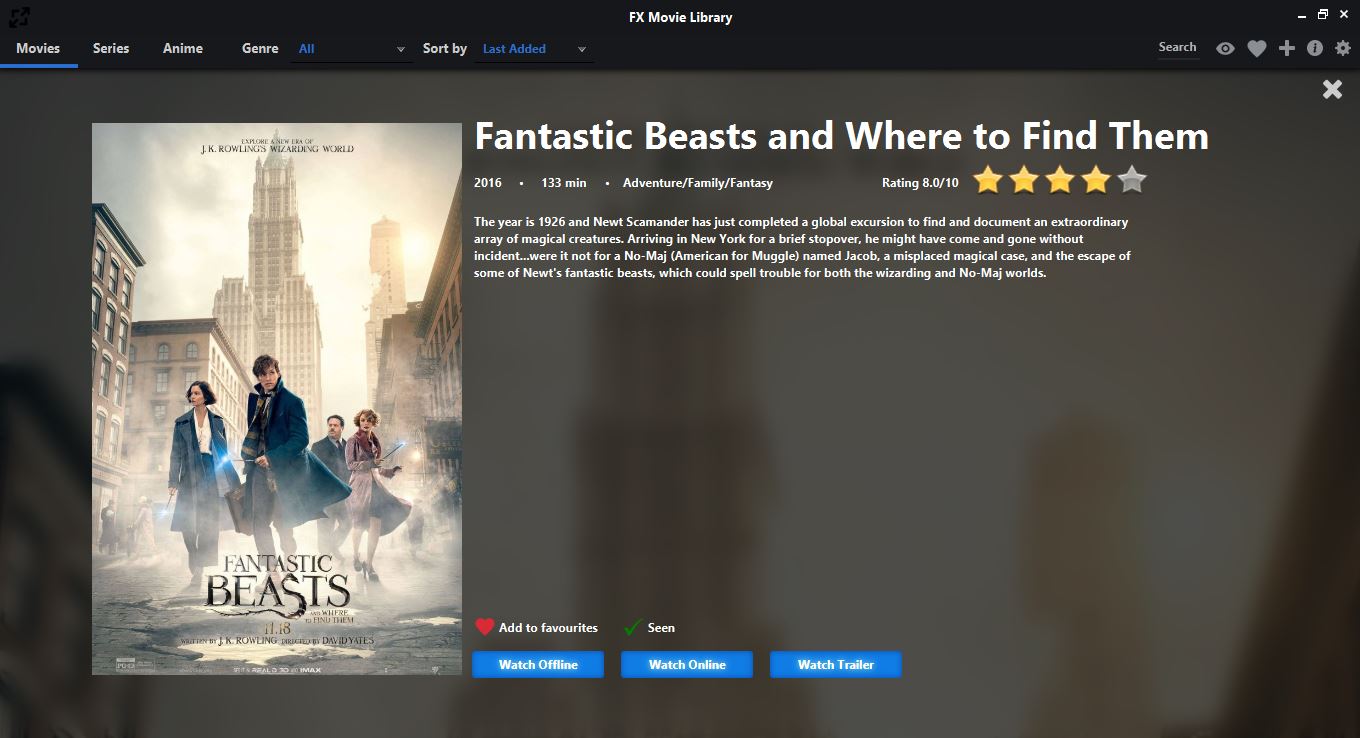 FX Movie Library
Movies Series Anime Genre All Sort by Last Added Search
EXPLORE A NEW ERA OF
J.K. ROWLING'S WIZARDING WORLD
Fantastic Beasts and Where to Find Them
2016 • 133 min • Adventure/Family/Fantasy Rating 8.0/10
The year is 1926 and Newt Scamander has just completed a global excursion to find and document an extraordinary
array of magical creatures. Arriving in New York for a brief stopover, he might have come and gone without
incident...were it not for a No-Maj (American for Muggle) named Jacob, a misplaced magical case, and the escape of
some of Newt's fantastic beasts, which could spell trouble for both the wizarding and No-Maj worlds.
FANTASTIC
BEASTS
AND WHERE
TO FIND THEM
11.18
WRITTEN BY J.K. ROWLING DIRECTED BY DAVID YATES
PG-13
REAL D 3D IMAX
Add to favourites Seen
Watch Offline Watch Online Watch Trailer